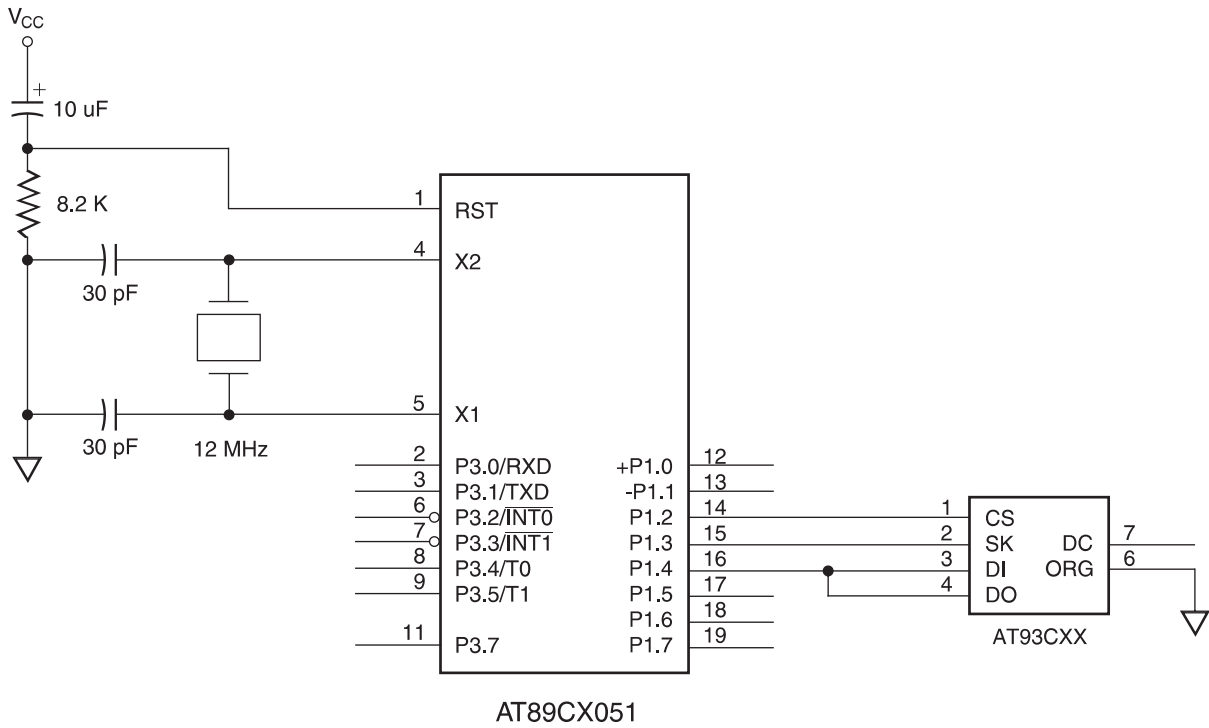 VCC
+
10 uF
8.2 K
30 pF
30 pF
12 MHz
1
RST
4
X2
5
X1
2
P3.0/RXD
3
P3.1/TXD
6
P3.2/INT0
7
P3.3/INT1
8
P3.4/T0
9
P3.5/T1
11
P3.7
+P1.0
12
-P1.1
13
P1.2
14
P1.3
15
P1.4
16
P1.5
17
P1.6
18
P1.7
19
AT89CX051
1
CS
2
SK
3
DI
4
DO
DC
7
ORG
6
AT93CXX